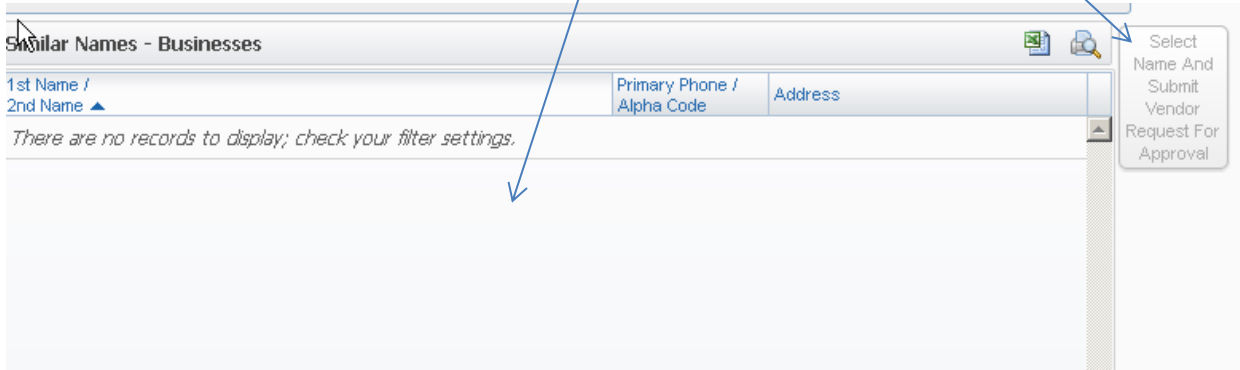 Similar Names - Businesses
1st Name /
2nd Name
Primary Phone /
Alpha Code
Address
There are no records to display; check your filter settings.
Select
Name And
Submit
Vendor
Request For
Approval